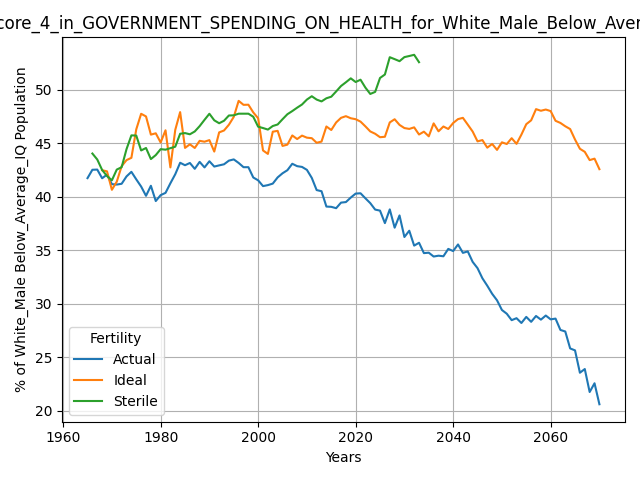 core_4_in_GOVERNMENT_SPENDING_ON_HEALTH_for_White_Male_Below_Aver
% of White_Male Below_Average_IQ Population
50
45
40
35
30
25
20
Fertility
Actual
Ideal
Sterile
1960
1980
2000
2020
2040
2060
Years